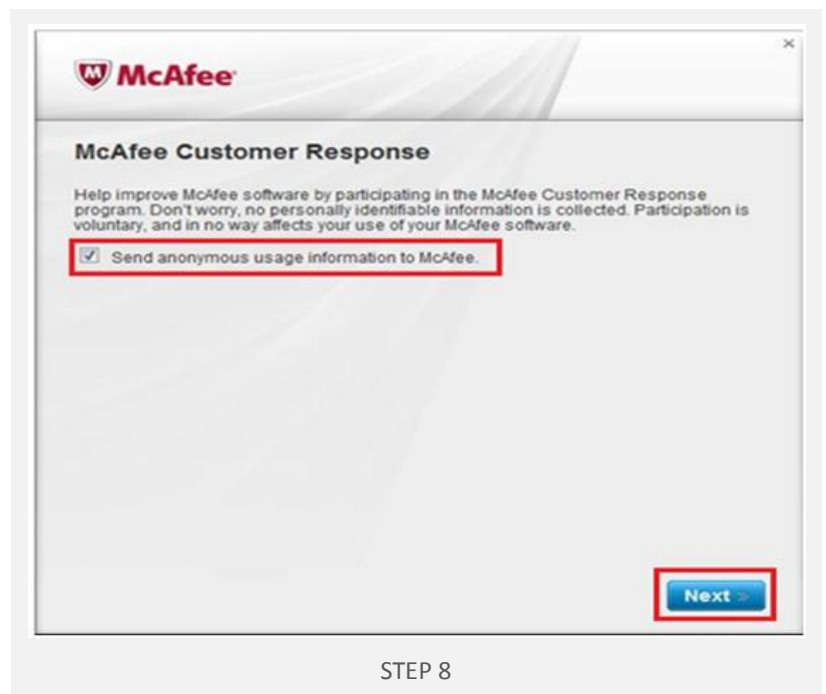 McAfee
McAfee Customer Response
Help improve McAfee software by participating in the McAfee Customer Response
program. Don't worry, no personally identifiable information is collected. Participation is
voluntary, and in no way affects your use of your McAfee software.
Send anonymous usage information to McAfee.
Next »
STEP 8